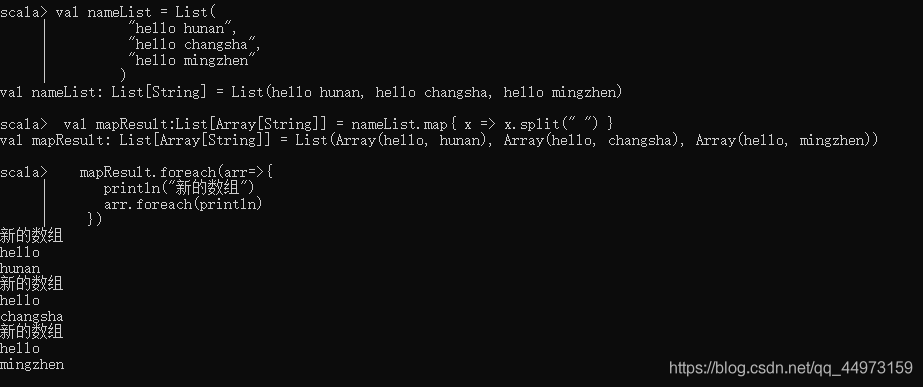 scala> val nameList = List(
     |          "hello hunan",
     |          "hello changsha",
     |          "hello mingzhen"
     |         )
val nameList: List[String] = List(hello hunan, hello changsha, hello mingzhen)
scala>  val mapResult:List[Array[String]] = nameList.map{ x => x.split(" ") }
val mapResult: List[Array[String]] = List(Array(hello, hunan), Array(hello, changsha), Array(hello, mingzhen))
scala>    mapResult.foreach(arr=>{
     |       println("新的数组")
     |       arr.foreach(println)
     |     })
新的数组
hello
hunan
新的数组
hello
changsha
新的数组
hello
mingzhen
https://blog.csdn.net/qq_44973159